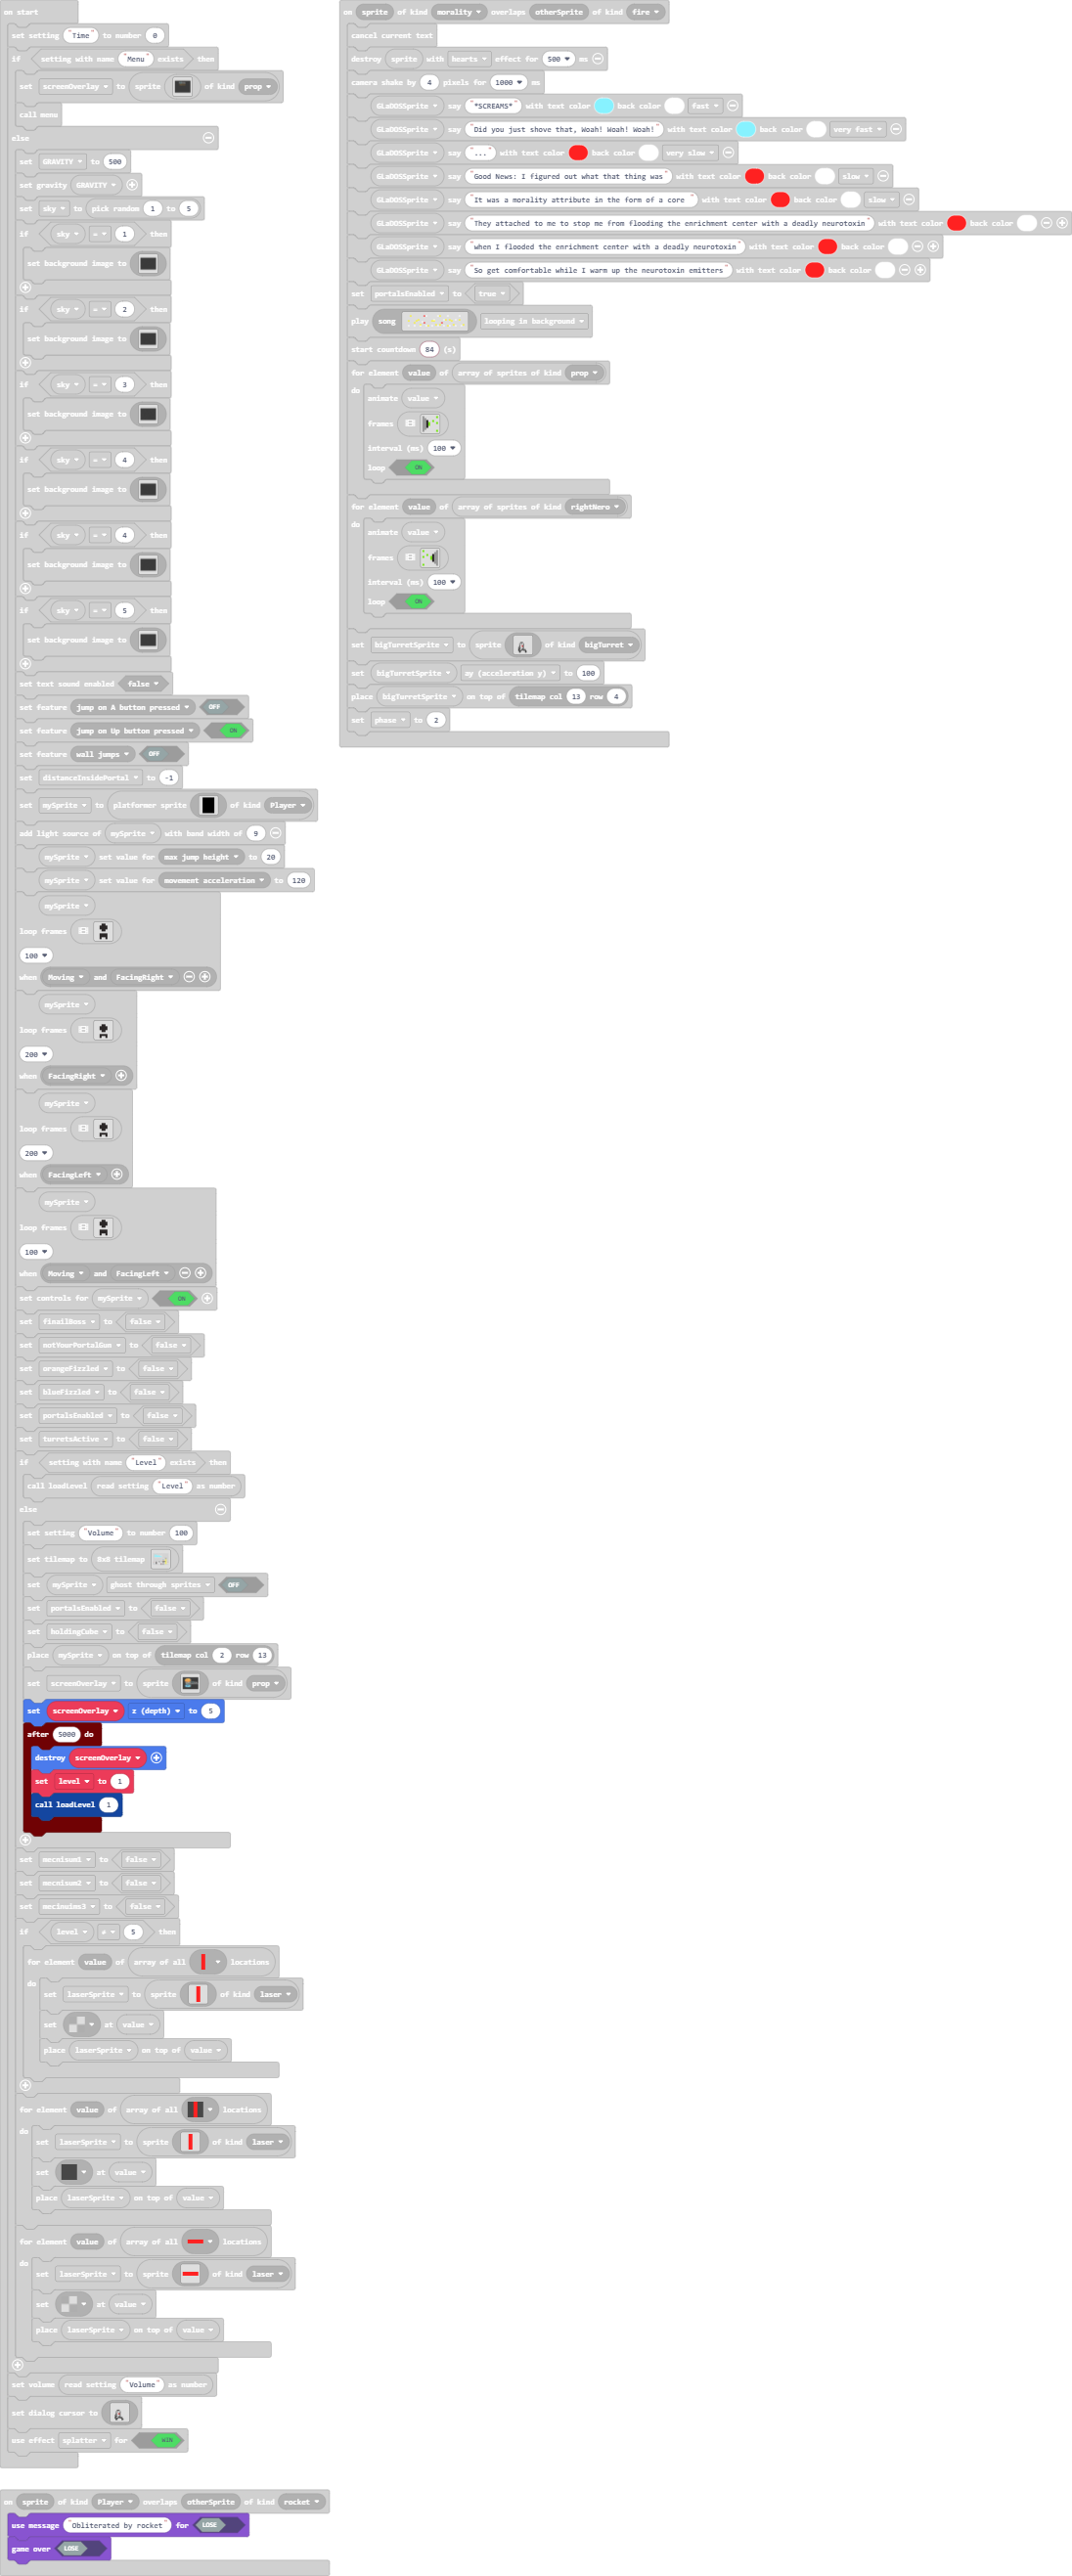 on start
set setting "Time" to number 0
if setting with name "Menu" exists then
set screenOverlay to sprite of kind prop
call menu
else
set GRAVITY to 500
set gravity GRAVITY
set sky to pick random 1 to 5
if sky = 1 then
set background image to
if sky = 2 then
set background image to
if sky = 3 then
set background image to
if sky = 4 then
set background image to
if sky = 4 then
set background image to
if sky = 5 then
set background image to
set text sound enabled false
set feature jump on A button pressed OFF
set feature jump on Up button pressed ON
set feature wall jumps OFF
set distanceInsidePortal to -1
set mySprite to platformer sprite of kind Player
add light source of mySprite with band width of 9
mySprite set value for max jump height to 20
mySprite set value for movement acceleration to 120
mySprite
loop frames
100
when Moving and FacingRight
mySprite
loop frames
200
when FacingRight
mySprite
loop frames
200
when FacingLeft
mySprite
loop frames
100
when Moving and FacingLeft
set controls for mySprite ON
set finailBoss to false
set notYourPortalGun to false
set orangeFizzled to false
set blueFizzled to false
set portalsEnabled to false
set turretsActive to false
if setting with name "Level" exists then
call loadLevel read setting "Level" as number
else
set setting "Volume" to number 100
set tilemap to 8x8 tilemap
set mySprite ghost through sprites OFF
set portalsEnabled to false
set holdingCube to false
place mySprite on top of tilemap col 2 row 13
set screenOverlay to sprite of kind prop
set screenOverlay z (depth) to 5
after 5000 do
destroy screenOverlay
set level to 1
call loadLevel 1
set mecnisum1 to false
set mecnisum2 to false
set mecinsims3 to false
if level ≠ 5 then
for element value of array of all locations
do
set laserSprite to sprite of kind laser
set at value
place laserSprite on top of value
for element value of array of all locations
do
set laserSprite to sprite of kind laser
set at value
place laserSprite on top of value
for element value of array of all locations
do
set laserSprite to sprite of kind laser
set at value
place laserSprite on top of value
set volume read setting "Volume" as number
set dialog cursor to
use effect splatter for WIN
on sprite of kind Player overlaps otherSprite of kind rocket
use message "Obliterated by rocket" for LOSE
game over LOSE
on sprite of kind morality overlaps otherSprite of kind fire
cancel current text
destroy sprite with hearts effect for 500 ms
camera shake by 4 pixels for 1000 ms
GLaDOSSprite say "*SCREAMS*" with text color back color fast
GLaDOSSprite say "Did you just shove that, Woah! Woah! Woah!" with text color back color very fast
GLaDOSSprite say "..." with text color back color very slow
GLaDOSSprite say "Good News: I figured out what that thing was" with text color back color slow
GLaDOSSprite say "It was a morality attribute in the form of a core " with text color back color slow
GLaDOSSprite say "They attached to me to stop me from flooding the enrichment center with a deadly neurotoxin" with text color back color
GLaDOSSprite say "when I flooded the enrichment center with a deadly neurotoxin" with text color back color
GLaDOSSprite say "So get comfortable while I warm up the neurotoxin emitters" with text color back color
set portalsEnabled to true
play song looping in background
start countdown 84 (s)
for element value of array of sprites of kind prop
do
animate value
frames
interval (ms) 100
loop ON
for element value of array of sprites of kind rightNero
do
animate value
frames
interval (ms) 100
loop ON
set bigTurretSprite to sprite of kind bigTurret
set bigTurretSprite ay (acceleration y) to 100
place bigTurretSprite on top of tilemap col 13 row 4
set phase to 2